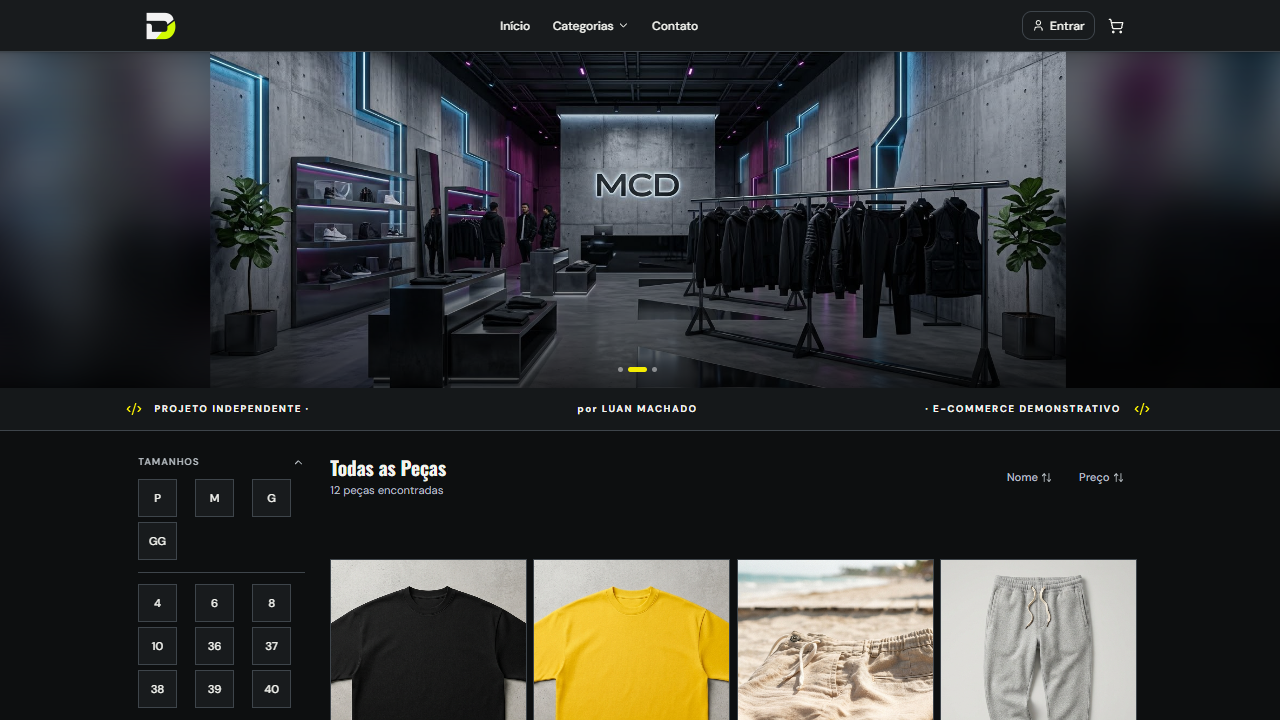 Início
Categorias
Contato
Entrar
MCD
</> PROJETO INDEPENDENTE ·
por LUAN MACHADO
· E-COMMERCE DEMONSTRATIVO </>
TAMANHOS
P M G
GG
4 6 8
10 36 37
38 39 40
Todas as Peças
12 peças encontradas
Nome
Preço